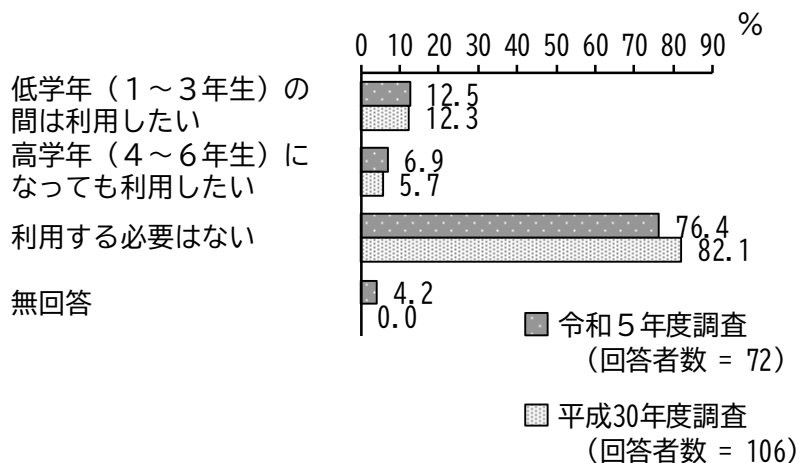 %
0 10 20 30 40 50 60 70 80 90
低学年（１～３年生）の
間は利用したい
12.5
12.3
高学年（４～６年生）に
なっても利用したい
6.9
5.7
利用する必要はない
76.4
82.1
無回答
4.2
0.0
令和５年度調査
（回答者数 = 72）
平成30年度調査
（回答者数 = 106）